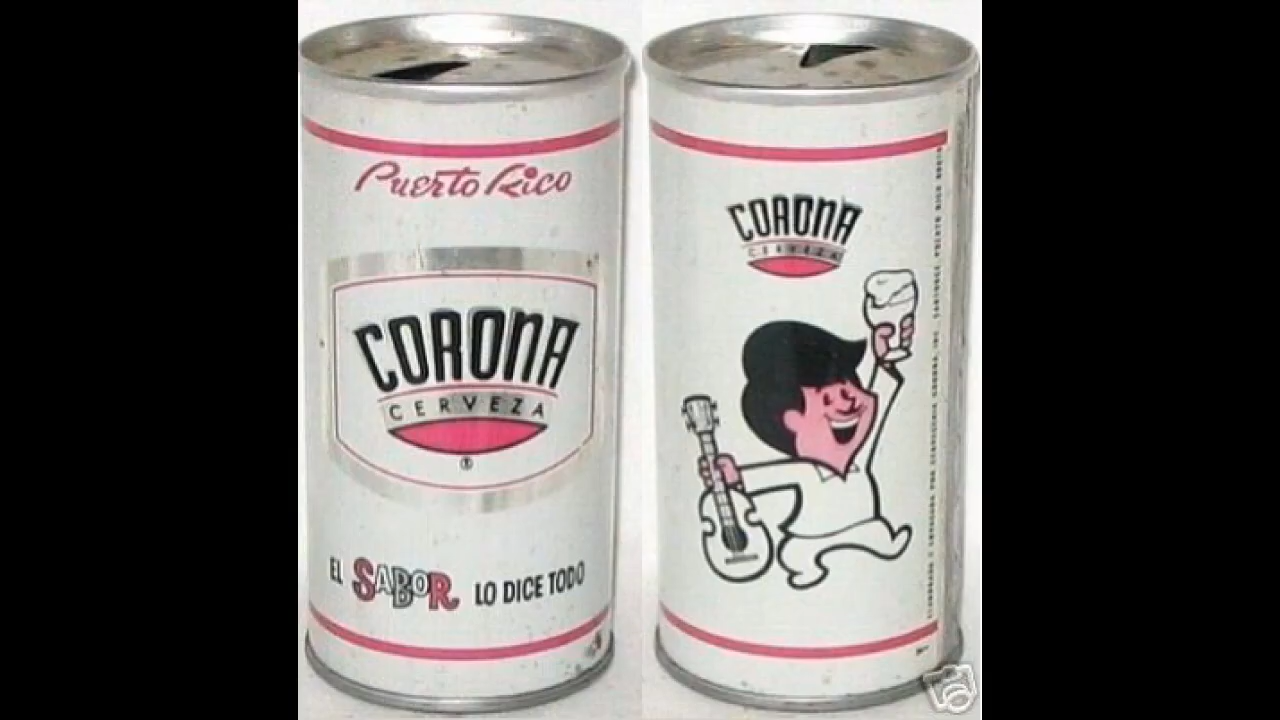 Puerto Rico
CORONA
CERVEZA
®
EL SABOR LO DICE TODO
CORONA
CERVEZA